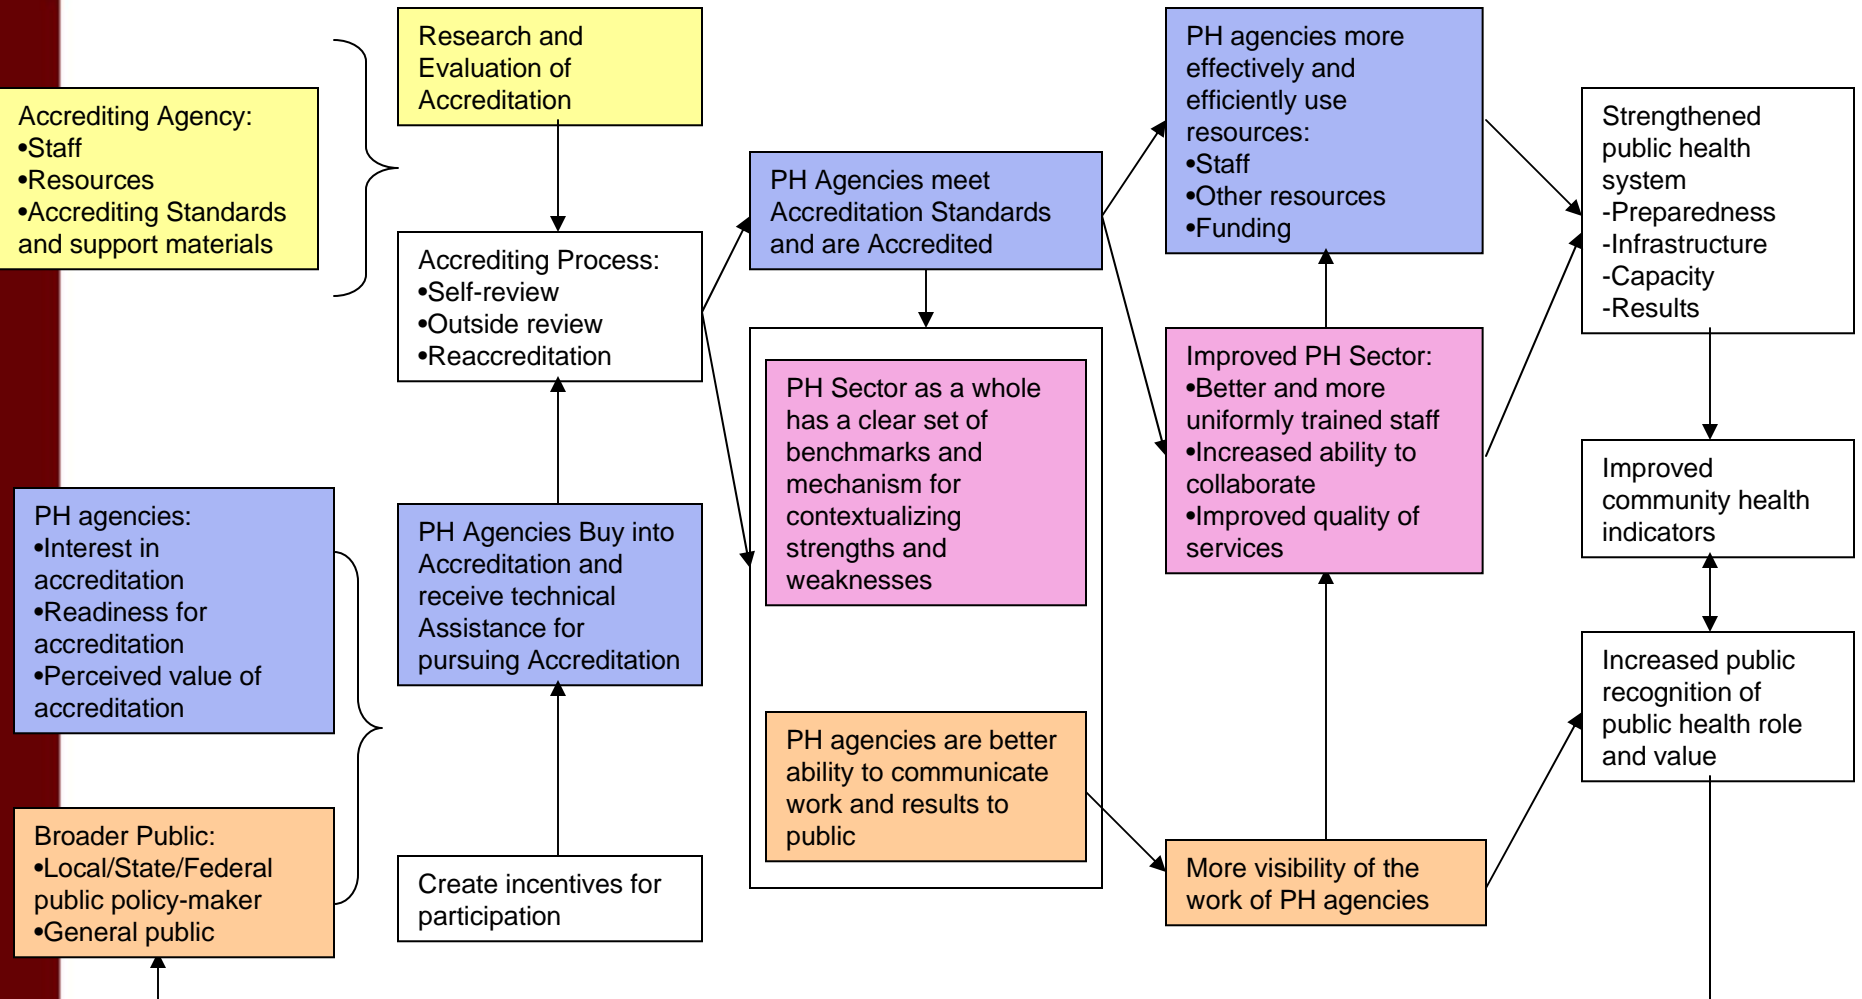 Accrediting Agency:
•Staff
•Resources
•Accrediting Standards
and support materials
PH agencies:
•Interest in
accreditation
•Readiness for
accreditation
•Perceived value of
accreditation
Broader Public:
•Local/State/Federal
public policy-maker
•General public
Research and
Evaluation of
Accreditation
Accrediting Process:
•Self-review
•Outside review
•Reaccreditation
PH Agencies Buy into
Accreditation and
receive technical
Assistance for
pursuing Accreditation
Create incentives for
participation
PH Agencies meet
Accreditation Standards
and are Accredited
PH Sector as a whole
has a clear set of
benchmarks and
mechanism for
contextualizing
strengths and
weaknesses
PH agencies are better
ability to communicate
work and results to
public
PH agencies more
effectively and
efficiently use
resources:
•Staff
•Other resources
•Funding
Improved PH Sector:
•Better and more
uniformly trained staff
•Increased ability to
collaborate
•Improved quality of
services
More visibility of the
work of PH agencies
Strengthened
public health
system
-Preparedness
-Infrastructure
-Capacity
-Results
Improved
community health
indicators
Increased public
recognition of
public health role
and value